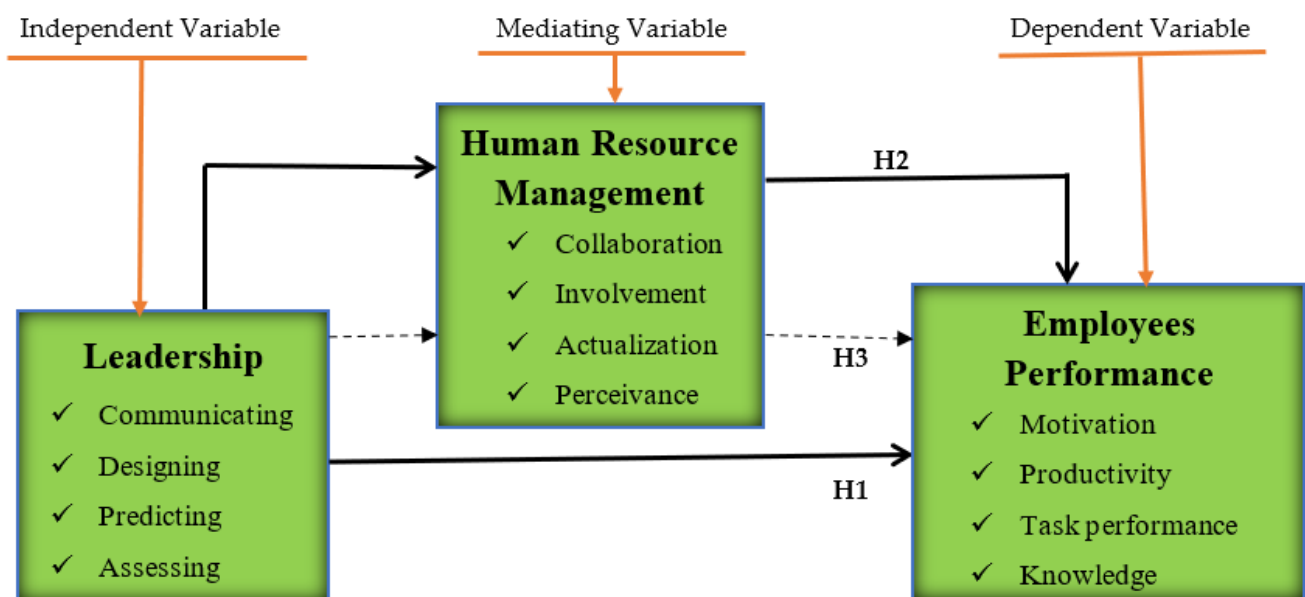 Independent Variable
Mediating Variable
Dependent Variable
Human Resource
Management
✓ Collaboration
✓ Involvement
✓ Actualization
✓ Perceivance
H2
H3
H1
Leadership
✓ Communicating
✓ Designing
✓ Predicting
✓ Assessing
Employees
Performance
✓ Motivation
✓ Productivity
✓ Task performance
✓ Knowledge